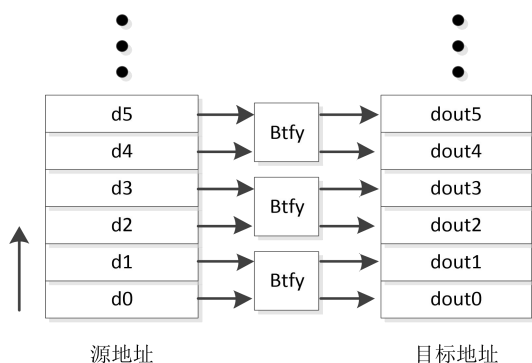 d5 dout5
Btfy
d4 dout4
d3 dout3
Btfy
d2 dout2
d1 dout1
Btfy
d0 dout0
源地址 目标地址